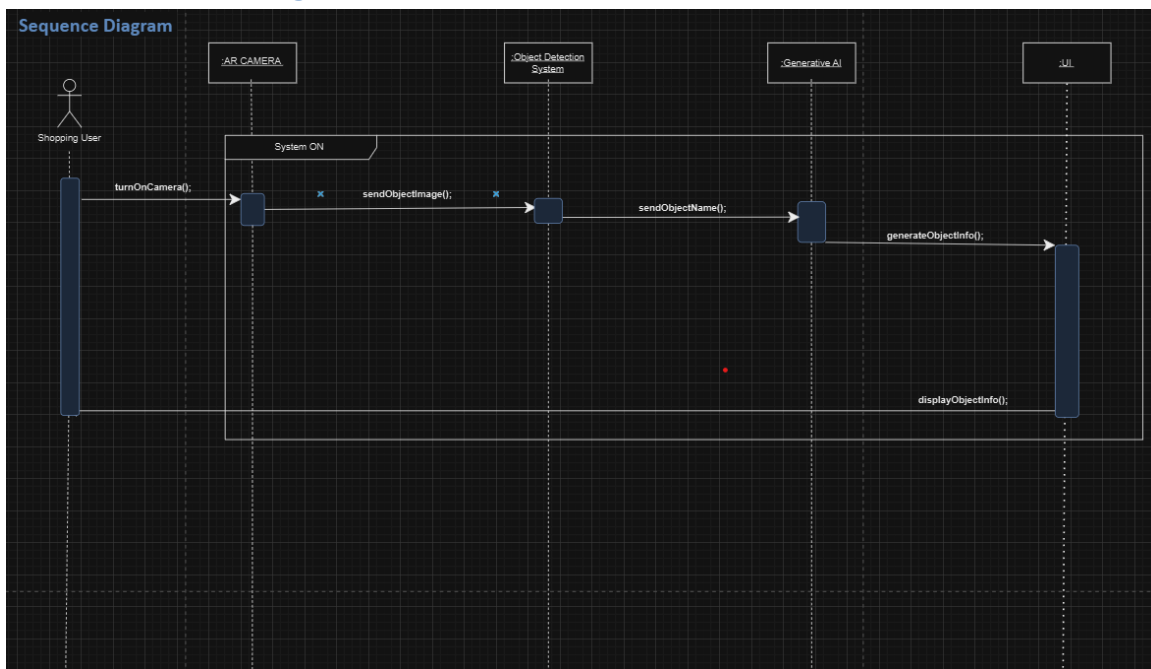 Sequence Diagram
:AR CAMERA
:Object Detection
System
:Generative AI
:UI
Shopping User
System ON
turnOnCamera();
sendObjectImage();
sendObjectName();
generateObjectInfo();
displayObjectInfo();